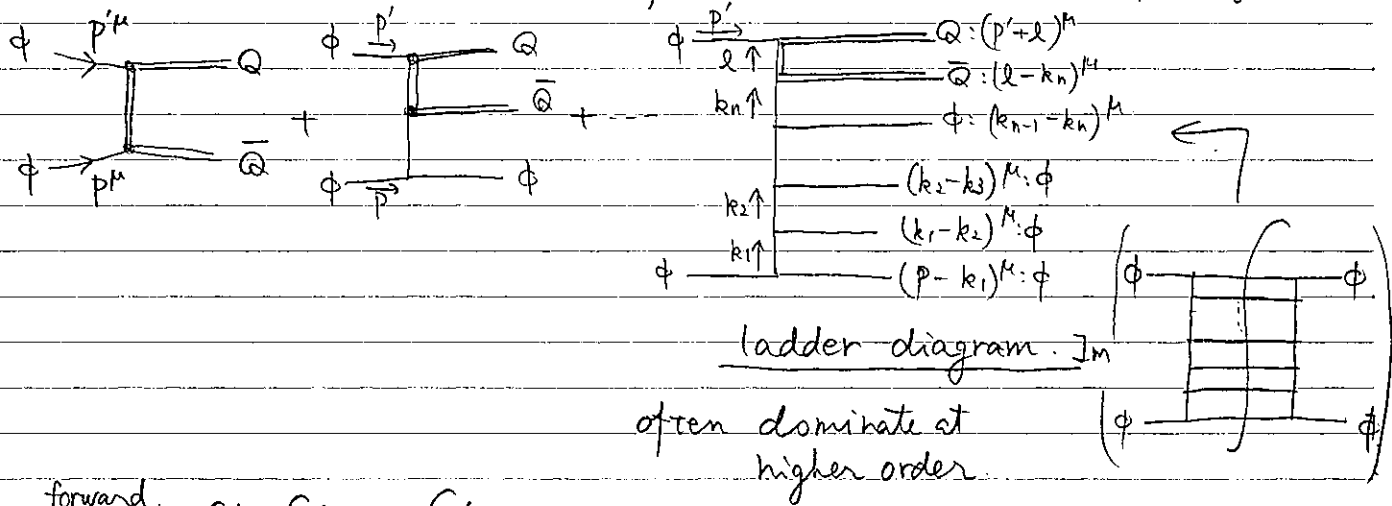 ϕ p'^μ Q
ϕ p^μ Q̄
+
ϕ p' Q
Q̄
ϕ p ϕ
+ ----
ϕ p' Q : (p'+l)^μ
l↑ Q̄ : (l-k_n)^μ
k_n↑ ϕ : (k_{n-1}-k_n)^μ
k_2↑ (k_2-k_3)^μ : ϕ
k_1↑ (k_1-k_2)^μ : ϕ
ϕ (p-k_1)^μ : ϕ
ladder diagram. Im
ϕ ϕ
ϕ ϕ
often dominate at
higher order.
forward